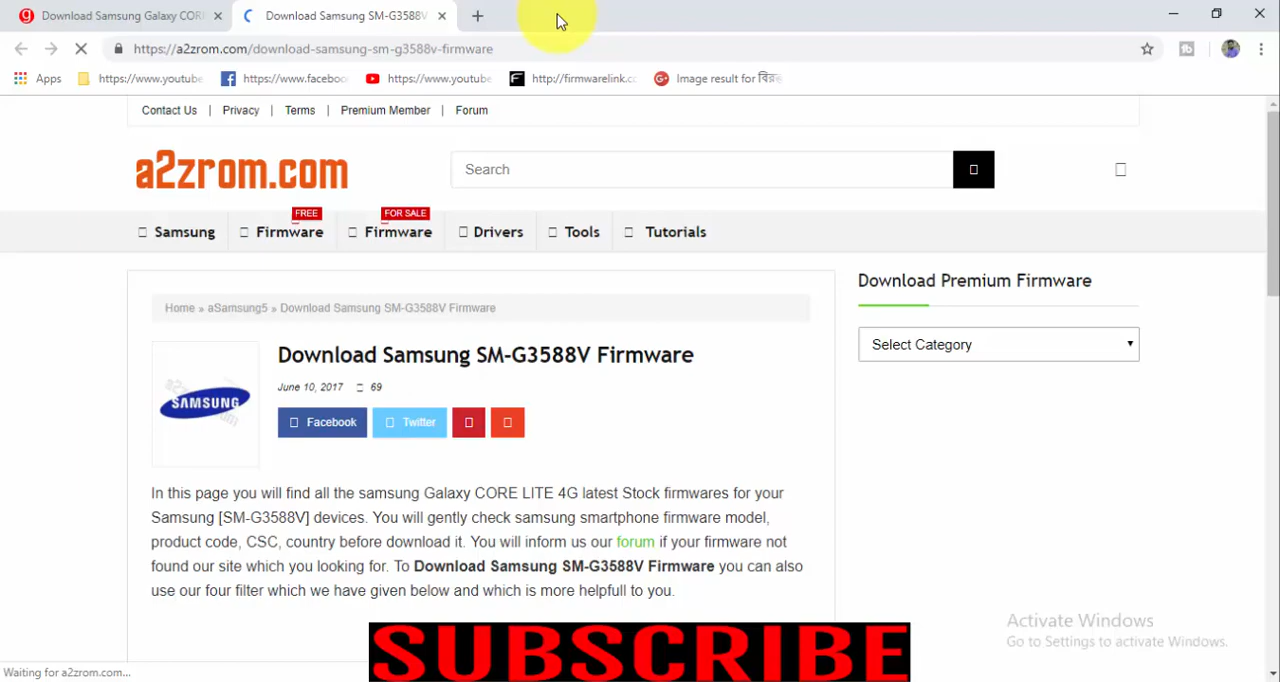 Download Samsung Galaxy CORE
Download Samsung SM-G3588V
https://a2zrom.com/download-samsung-sm-g3588v-firmware
Apps
https://www.youtube
https://www.faceboo
https://www.youtube
http://firmwarelink.co
Image result for বিরে
Contact Us | Privacy | Terms | Premium Member | Forum
a2zrom.com
Search
FREE
FOR SALE
Samsung
Firmware
Firmware
Drivers
Tools
Tutorials
Home » aSamsung5 » Download Samsung SM-G3588V Firmware
Download Premium Firmware
Select Category
SAMSUNG
Download Samsung SM-G3588V Firmware
June 10, 2017 69
Facebook
Twitter
In this page you will find all the samsung Galaxy CORE LITE 4G latest Stock firmwares for your
Samsung [SM-G3588V] devices. You will gently check samsung smartphone firmware model,
product code, CSC, country before download it. You will inform us our forum if your firmware not
found our site which you looking for. To Download Samsung SM-G3588V Firmware you can also
use our four filter which we have given below and which is more helpfull to you.
Activate Windows
Go to Settings to activate Windows.
SUBSCRIBE
Waiting for a2zrom.com...